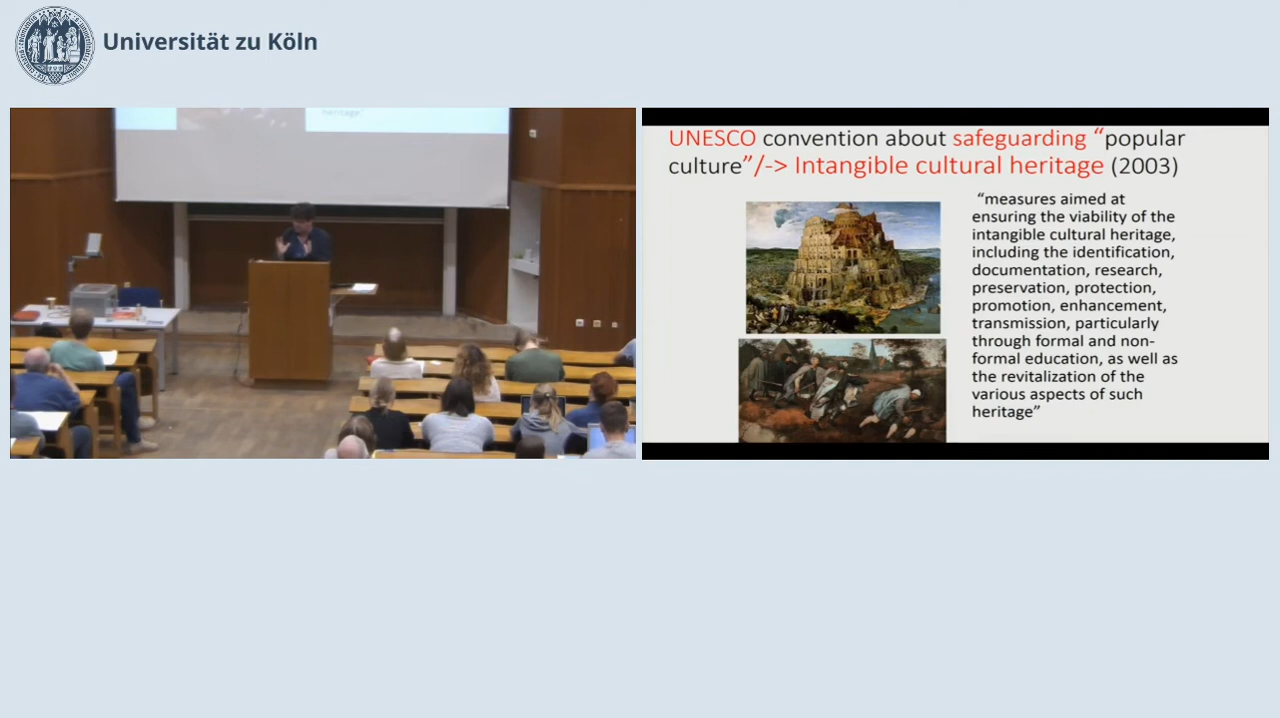 Universität zu Köln
heritage"
UNESCO convention about safeguarding “popular
culture”/-> Intangible cultural heritage (2003)
“measures aimed at
ensuring the viability of the
intangible cultural heritage,
including the identification,
documentation, research,
preservation, protection,
promotion, enhancement,
transmission, particularly
through formal and non-
formal education, as well as
the revitalization of the
various aspects of such
heritage”